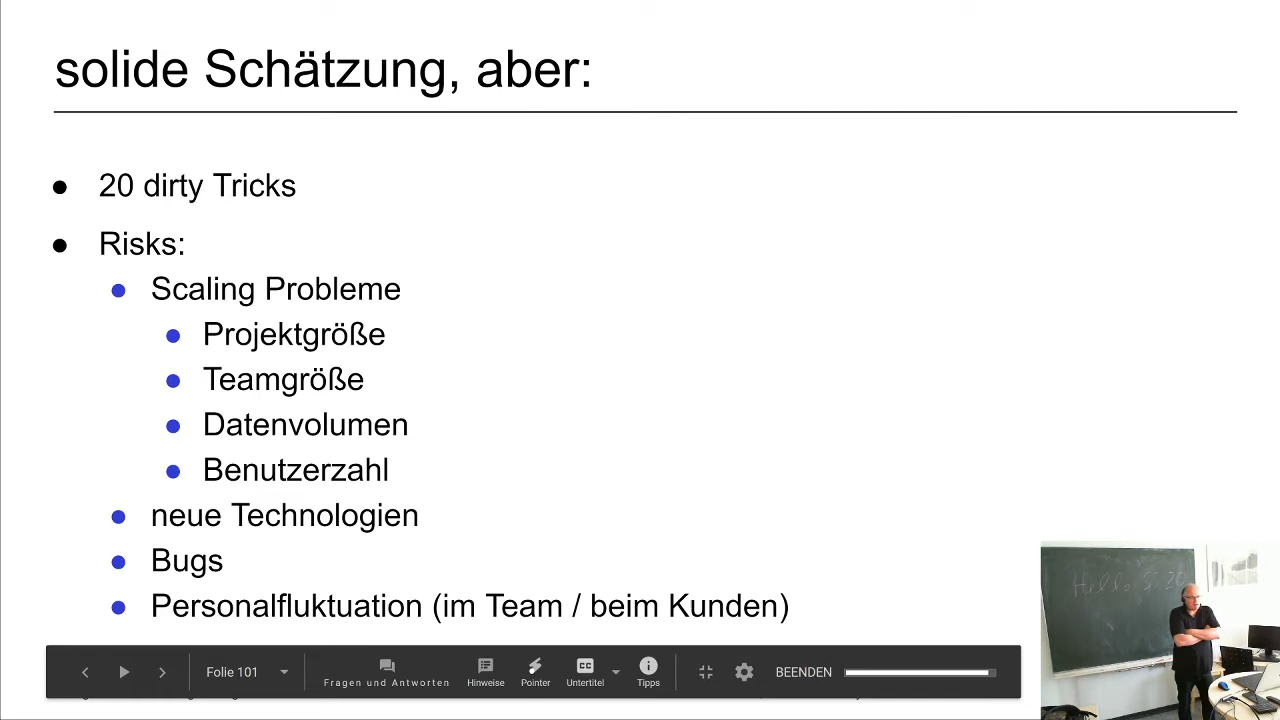 solide Schätzung, aber:
● 20 dirty Tricks
● Risks:
● Scaling Probleme
● Projektgröße
● Teamgröße
● Datenvolumen
● Benutzerzahl
● neue Technologien
● Bugs
● Personalfluktuation (im Team / beim Kunden)
Folie 101
Fragen und Antworten
Hinweise
Pointer
CC
Untertitel
Tipps
BEENDEN